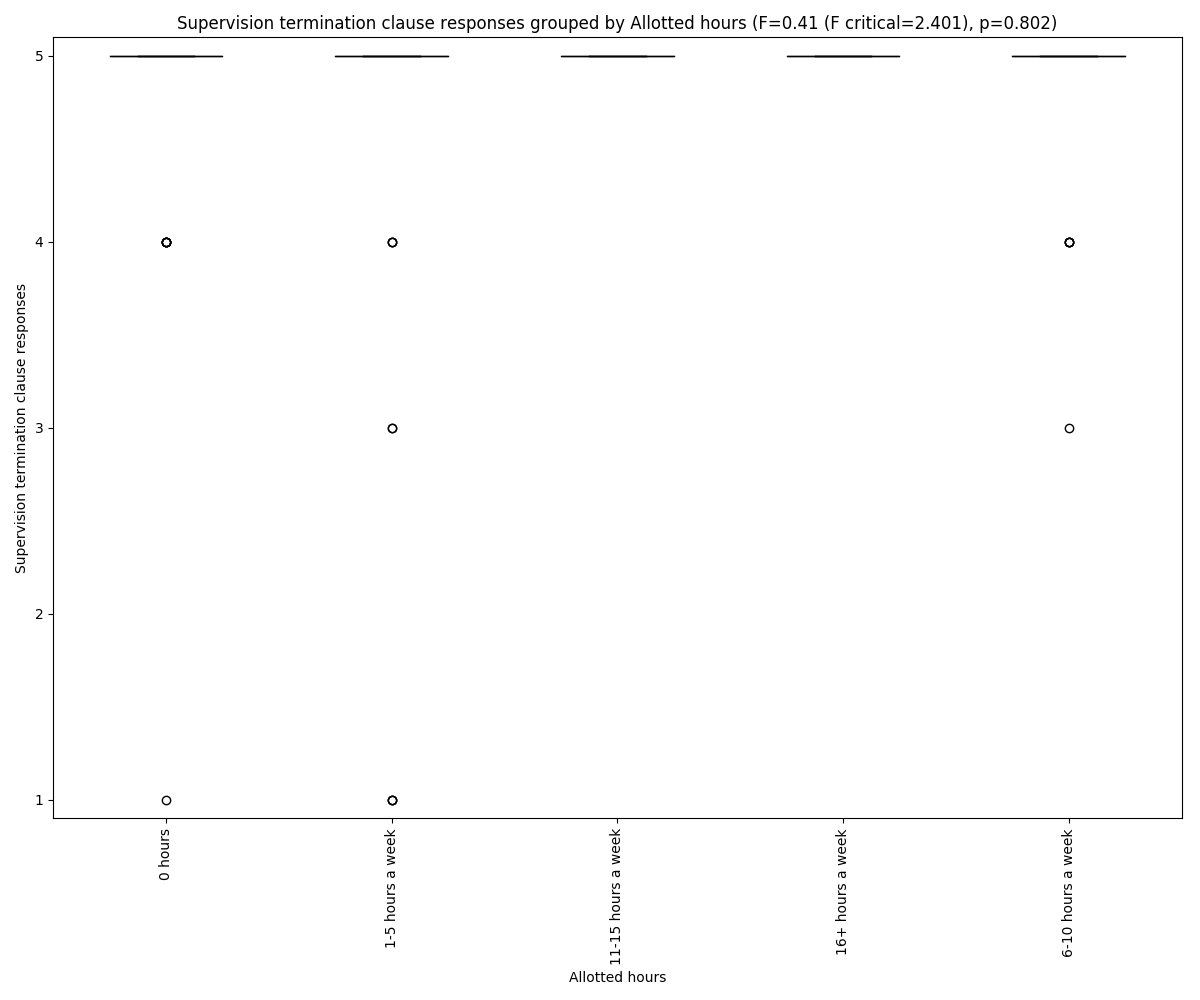 Supervision termination clause responses grouped by Allotted hours (F=0.41 (F critical=2.401), p=0.802)
Supervision termination clause responses
5
4
3
2
1
0 hours
1-5 hours a week
11-15 hours a week
16+ hours a week
6-10 hours a week
Allotted hours